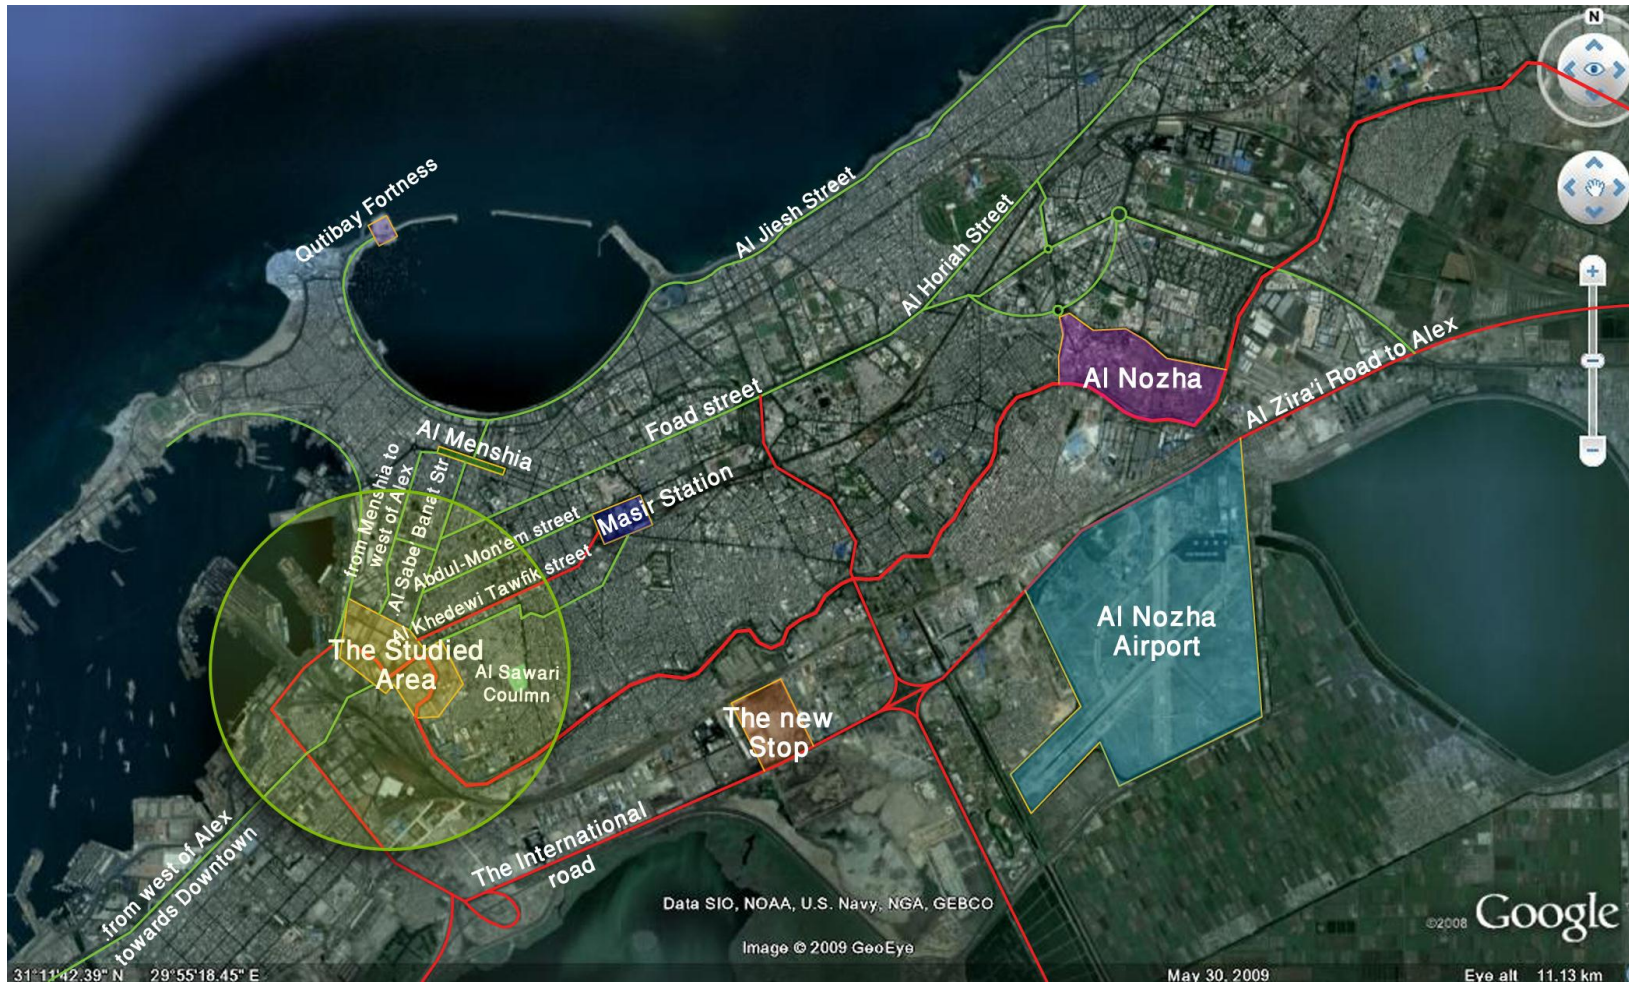 N
Qutibay Fortness
Al Jiesh Street
Al Horiah Street
Al Nozha
Al Zira'i Road to Alex
Foad street
Al Menshia
Masir Station
from Menshia to
west of Alex
Al Sabe Banat Str
Abdul-Mon'em street
Al Khedewi Tawfik street
The Studied
Area
Al Sawari
Coulmn
Al Nozha
Airport
The new
Stop
The International
road
from west of Alex
towards Downtown
Data SIO, NOAA, U.S. Navy, NGA, GEBCO
Image © 2009 GeoEye
©2008 Google
31°11'42.39" N 29°55'18.45" E
May 30, 2009
Eye alt 11.13 km